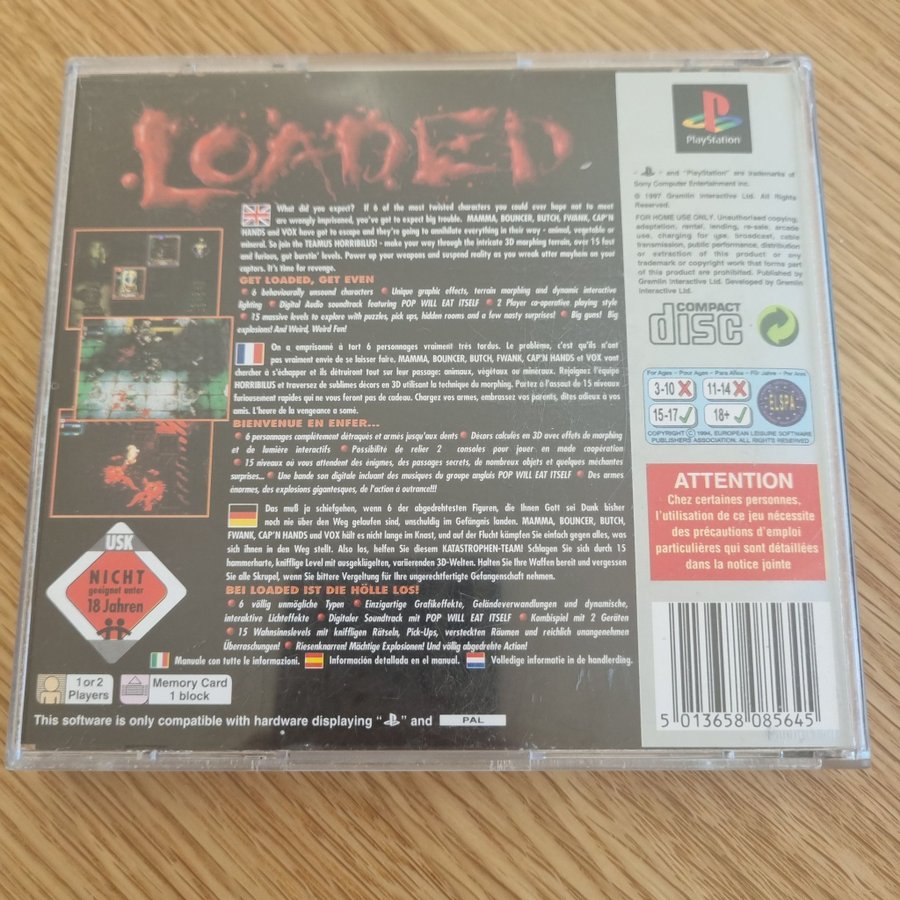 LOADED
What did you expect? If 6 of the most twisted characters you could ever hope not to meet
are wrongly imprisoned, you've got to expect big trouble. MAMMA, BOUNCER, BUTCH, FWANK, CAP'N
HANDS and VOX have got to escape and they're going to annihilate everything in their way - animal, vegetable or
mineral. So join the TEAMUS HORRIBILUS! - make your way through the intricate 3D morphing terrain, over 15 fast
and furious, gut burstin' levels. Power up your weapons and suspend reality as you wreak utter mayhem on your
captors. It's time for revenge.
GET LOADED, GET EVEN
6 behaviourally unsound characters Unique graphic effects, terrain morphing and dynamic interactive
lighting Digital Audio soundtrack featuring POP WILL EAT ITSELF 2 Player co-operative playing style
15 massive levels to explore with puzzles, pick ups, hidden rooms and a few nasty surprises! Big guns! Big
explosions! And Weird, Weird Fun!
On a emprisonné à tort 6 personnages vraiment très tordus. Le problème, c'est qu'ils n'ont
pas vraiment envie de se laisser faire. MAMMA, BOUNCER, BUTCH, FWANK, CAP'N HANDS et VOX vont
chercher à s'échapper et ils détruiront tout sur leur passage: animaux, végétaux ou minéraux. Rejoignez l'équipe
HORRIBILUS et traversez de sublimes décors en 3D utilisant la technique du morphing. Partez à l'assaut de 15 niveaux
furieusement rapides qui ne vous feront pas de cadeau. Chargez vos armes, embrassez vos parents, dites adieux à vos
amis. L'heure de la vengeance a sonné.
BIENVENUE EN ENFER...
6 personnages complètement détraqués et armés jusqu'aux dents Décors calculés en 3D avec effets de morphing
et de lumière interactifs Possibilité de relier 2 consoles pour jouer en mode cooperation
15 niveaux où vous attendent des énigmes, des passages secrets, de nombreux objets et quelques méchantes
surprises... Une bande son digitale incluant des musiques du groupe anglais POP WILL EAT ITSELF Des armes
énormes, des explosions gigantesques, de l'action à outrance!!!
Das muß ja schiefgehen, wenn 6 der abgedrehtesten Figuren, die Ihnen Gott sei Dank bisher
noch nie über den Weg gelaufen sind, unschuldig im Gefängnis landen. MAMMA, BOUNCER, BUTCH,
FWANK, CAP'N HANDS und VOX hält es nicht lange im Knast, und auf der Flucht kämpfen Sie einfach gegen alles, was
sich ihnen in den Weg stellt. Also los, helfen Sie diesem KATASTROPHEN-TEAM! Schlagen Sie sich durch 15
hammerharte, knifflige Level mit ausgeklügelten, variierenden 3D-Welten. Halten Sie Ihre Waffen bereit und vergessen
Sie alle Skrupel, wenn Sie bittere Vergeltung für Ihre ungerechtfertigte Gefangenschaft nehmen.
BEI LOADED IST DIE HÖLLE LOS!
6 völlig unmögliche Typen Einzigartige Grafikeffekte, Geländeverwandlungen und dynamische,
interaktive Lichteffekte Digitaler Soundtrack mit POP WILL EAT ITSELF Kombispiel mit 2 Geräten
15 Wahnsinnslevels mit kniffligen Rätseln, Pick-Ups, versteckten Räumen und reichlich unangenehmen
Überraschungen! Riesenknarren! Mächtige Explosionen! Und völlig abgedrehte Action!
Manuale con tutte le informazioni. Información detallada en el manual. Volledige informatie in de handlerding.
USK
NICHT
geeignet unter
18 Jahren
1 or 2
Players
Memory Card
1 block
This software is only compatible with hardware displaying " " and PAL
PlayStation
- - and "PlayStation" are trademarks of
Sony Computer Entertainment Inc.
© 1997 Gremlin Interactive Ltd. All Rights
Reserved.
FOR HOME USE ONLY. Unauthorised copying,
adaptation, rental, lending, re-sale, arcade
use, charging for use, broadcast, cable
transmission, public performance, distribution
or extraction of this product or any
trademark or copyright work that forms part
of this product are prohibited. Published by
Gremlin Interactive Ltd. Developed by Gremlin
Interactive Ltd.
COMPACT
disc
For Ages - Pour Ages - Para Años - Für Jahre - Per Anni
3-10 11-14
15-17 18+
ELSPA
COPYRIGHT © 1994, EUROPEAN LEISURE SOFTWARE
PUBLISHERS ASSOCIATION. ALL RIGHTS RESERVED
ATTENTION
Chez certaines personnes,
l'utilisation de ce jeu nécessite
des précautions d'emploi
particulières qui sont détaillées
dans la notice jointe
5 013658 085645